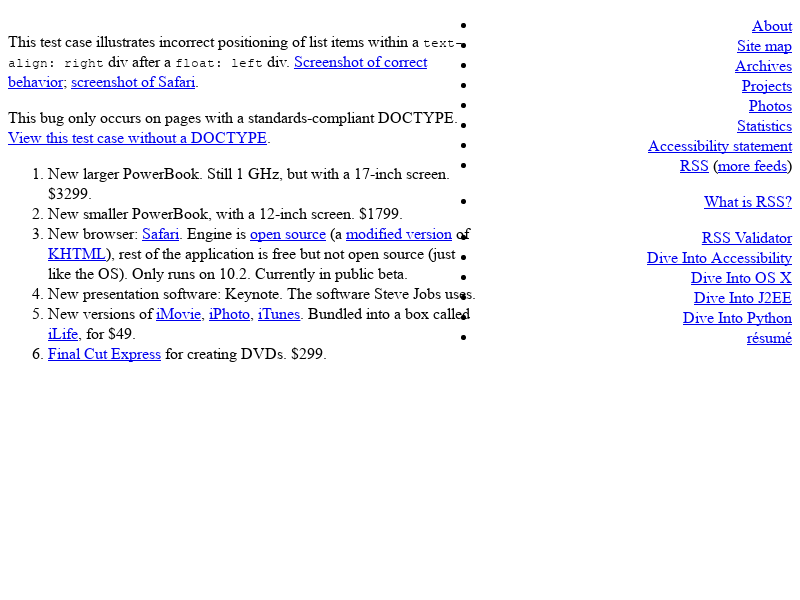 This test case illustrates incorrect positioning of list items within a text-
align: right div after a float: left div. Screenshot of correct
behavior; screenshot of Safari.
This bug only occurs on pages with a standards-compliant DOCTYPE.
View this test case without a DOCTYPE.
1. New larger PowerBook. Still 1 GHz, but with a 17-inch screen.
$3299.
2. New smaller PowerBook, with a 12-inch screen. $1799.
3. New browser: Safari. Engine is open source (a modified version of
KHTML), rest of the application is free but not open source (just
like the OS). Only runs on 10.2. Currently in public beta.
4. New presentation software: Keynote. The software Steve Jobs uses.
5. New versions of iMovie, iPhoto, iTunes. Bundled into a box called
iLife, for $49.
6. Final Cut Express for creating DVDs. $299.
About
Site map
Archives
Projects
Photos
Statistics
Accessibility statement
RSS (more feeds)
What is RSS?
RSS Validator
Dive Into Accessibility
Dive Into OS X
Dive Into J2EE
Dive Into Python
résumé